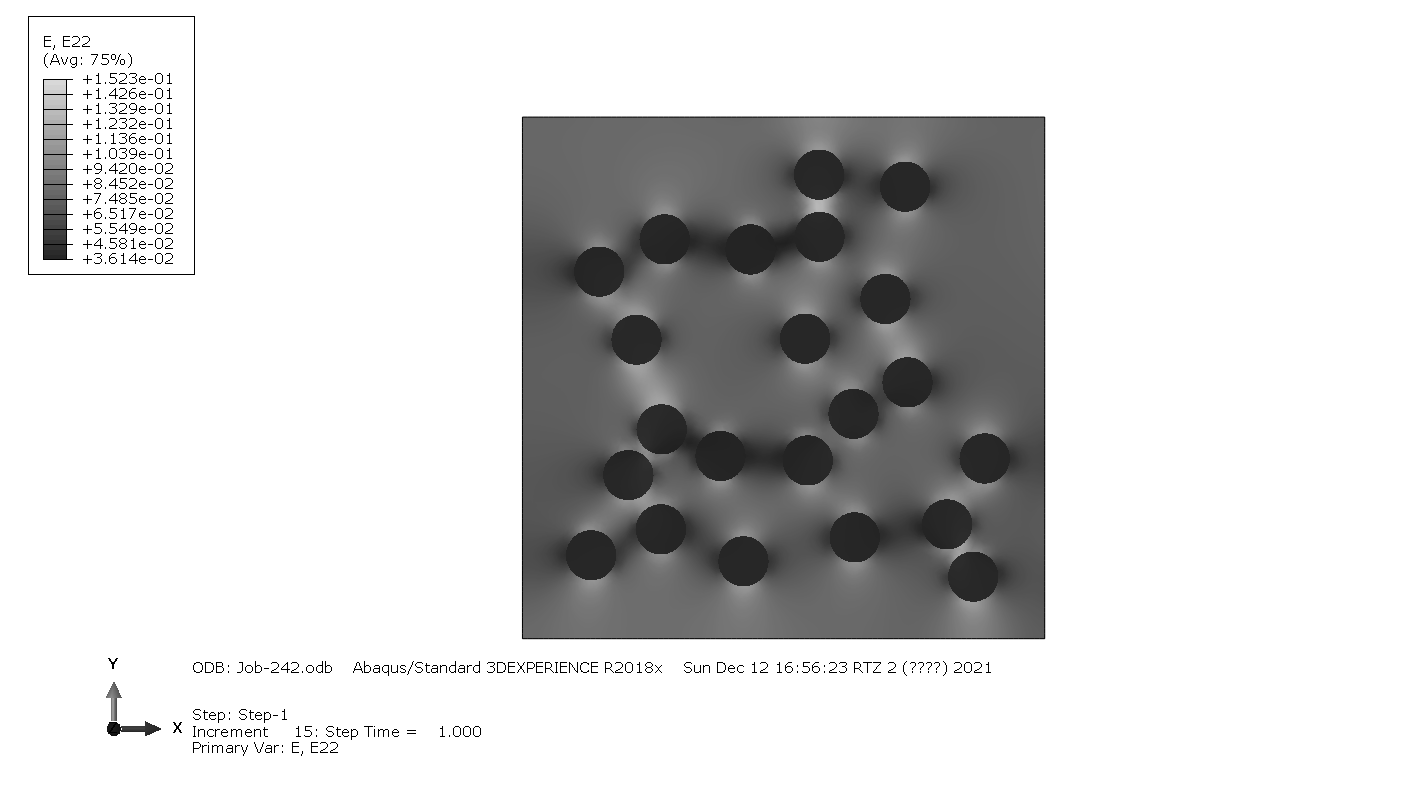 E, E22
(Avg: 75%)
+1.523e-01
+1.426e-01
+1.329e-01
+1.232e-01
+1.136e-01
+1.039e-01
+9.420e-02
+8.452e-02
+7.485e-02
+6.517e-02
+5.549e-02
+4.581e-02
+3.614e-02
Y
X
ODB: Job-242.odb Abaqus/Standard 3DEXPERIENCE R2018x Sun Dec 12 16:56:23 RTZ 2 (????) 2021
Step: Step-1
Increment 15: Step Time = 1.000
Primary Var: E, E22